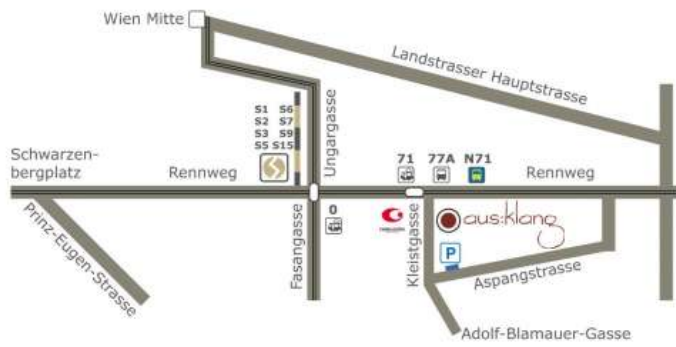 Wien Mitte
Landstrasser Hauptstrasse
S1 S6
S2 S7
S3 S9
S5 S15
Ungargasse
Schwarzen-
bergplatz
Rennweg
71 77A N71
Rennweg
Prinz-Eugen-Strasse
Fasangasse
0
Kleistgasse
aus:klang
P
Aspangstrasse
Adolf-Blamauer-Gasse